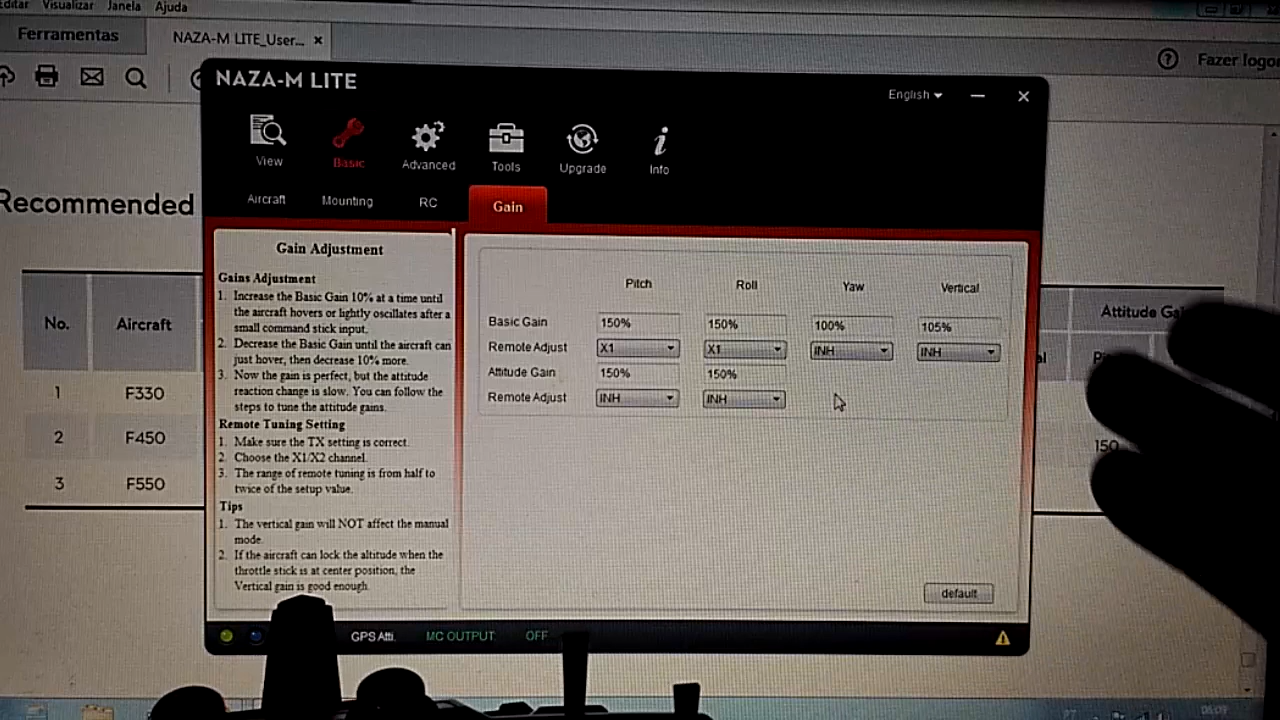 Editar Visualizar Janela Ajuda
Ferramentas
NAZA-M LITE_User... ×
Fazer logon
Recommended
No. Aircraft
1 F330
2 F450
3 F550
150
NAZA-M LITE
English
View Basic Advanced Tools Upgrade Info
Aircraft Mounting RC Gain
Gain Adjustment
Gains Adjustment
1. Increase the Basic Gain 10% at a time until
the aircraft hovers or lightly oscillates after a
small command stick input.
2. Decrease the Basic Gain until the aircraft can
just hover, then decrease 10% more.
3. Now the gain is perfect, but the attitude
reaction change is slow. You can follow the
steps to tune the attitude gains.
Remote Tuning Setting
1. Make sure the TX setting is correct.
2. Choose the X1/X2 channel.
3. The range of remote tuning is from half to
twice of the setup value.
Tips
1. The vertical gain will NOT affect the manual
mode.
2. If the aircraft can lock the altitude when the
throttle stick is at center position, the
Vertical gain is good enough.
Pitch Roll Yaw Vertical
Basic Gain 150% 150% 100% 105%
Remote Adjust X1 X1 INH INH
Attitude Gain 150% 150%
Remote Adjust INH INH
default
GPS Atti. MC OUTPUT OFF
Attitude